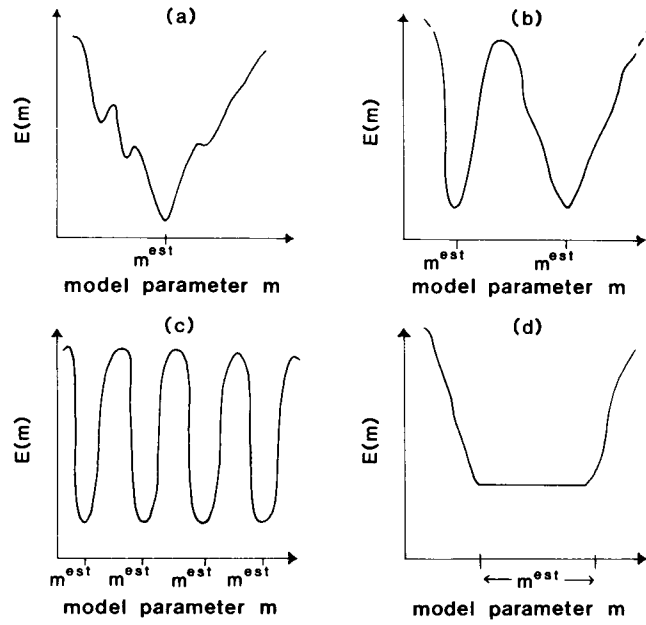 (a)
E(m)
m^est
model parameter m
(b)
E(m)
m^est m^est
model parameter m
(c)
E(m)
m^est m^est m^est m^est
model parameter m
(d)
E(m)
m^est
model parameter m